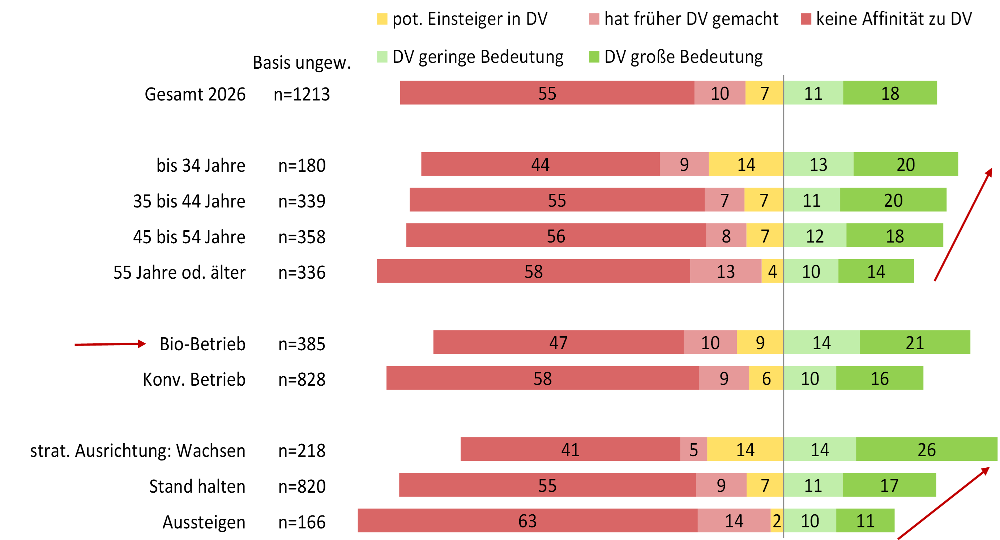 pot. Einsteiger in DV hat früher DV gemacht keine Affinität zu DV
DV geringe Bedeutung DV große Bedeutung
Basis ungew.
Gesamt 2026 n=1213 55 10 7 11 18
bis 34 Jahre n=180 44 9 14 13 20
35 bis 44 Jahre n=339 55 7 7 11 20
45 bis 54 Jahre n=358 56 8 7 12 18
55 Jahre od. älter n=336 58 13 4 10 14
Bio-Betrieb n=385 47 10 9 14 21
Konv. Betrieb n=828 58 9 6 10 16
strat. Ausrichtung: Wachsen n=218 41 5 14 14 26
Stand halten n=820 55 9 7 11 17
Aussteigen n=166 63 14 2 10 11